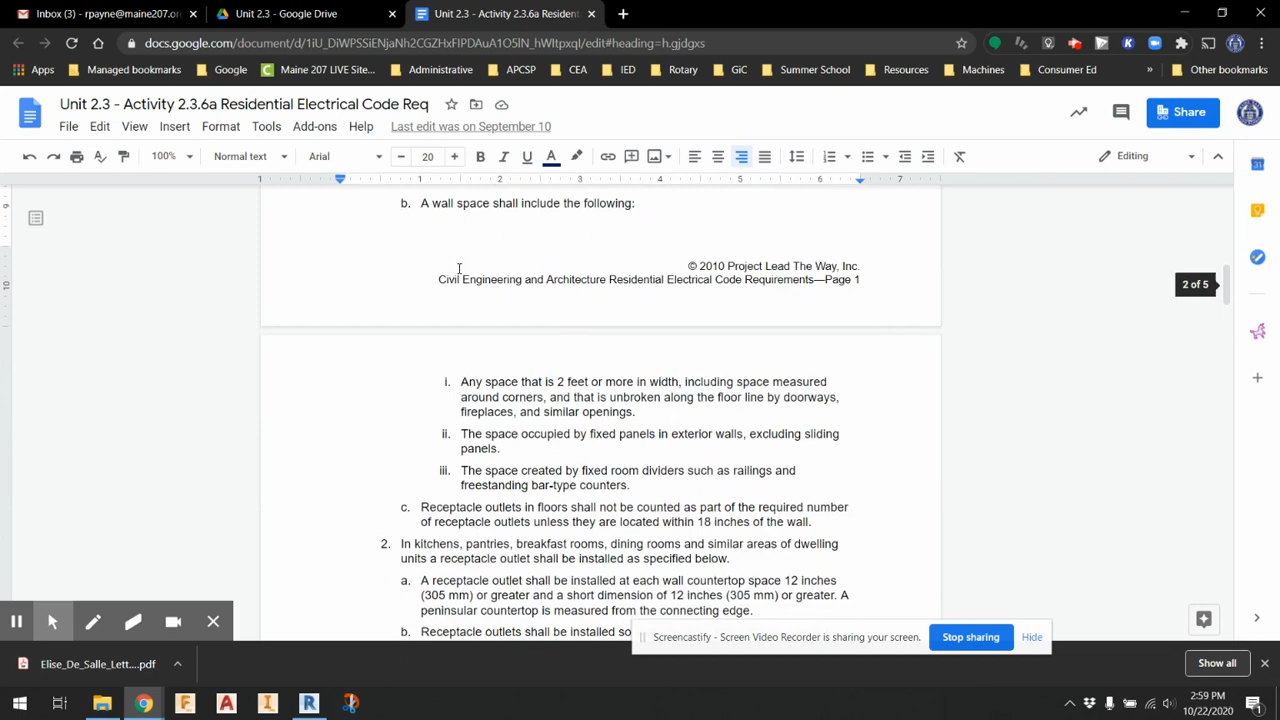 Inbox (3) - rpayne@maine207.or
Unit 2.3 - Google Drive
Unit 2.3 - Activity 2.3.6a Resident
docs.google.com/document/d/1iU_DiWPSSiENjaNh2CGZHxFIPDAuA1O5lN_hWItpxqI/edit#heading=h.gjdgxs
Apps Managed bookmarks Google Maine 207 LIVE Site... Administrative APCSP CEA IED Rotary GiC Summer School Resources Machines Consumer Ed » Other bookmarks
Unit 2.3 - Activity 2.3.6a Residential Electrical Code Req
Share
File Edit View Insert Format Tools Add-ons Help Last edit was on September 10
100% Normal text Arial 20 B I U A Editing
1 1 2 3 4 5 6 7
9
10
b. A wall space shall include the following:
© 2010 Project Lead The Way, Inc.
Civil Engineering and Architecture Residential Electrical Code Requirements—Page 1
2 of 5
i. Any space that is 2 feet or more in width, including space measured
around corners, and that is unbroken along the floor line by doorways,
fireplaces, and similar openings.
ii. The space occupied by fixed panels in exterior walls, excluding sliding
panels.
iii. The space created by fixed room dividers such as railings and
freestanding bar-type counters.
c. Receptacle outlets in floors shall not be counted as part of the required number
of receptacle outlets unless they are located within 18 inches of the wall.
2. In kitchens, pantries, breakfast rooms, dining rooms and similar areas of dwelling
units a receptacle outlet shall be installed as specified below.
a. A receptacle outlet shall be installed at each wall countertop space 12 inches
(305 mm) or greater and a short dimension of 12 inches (305 mm) or greater. A
peninsular countertop is measured from the connecting edge.
b. Receptacle outlets shall be installed so
Screencastify - Screen Video Recorder is sharing your screen. Stop sharing Hide
Elise_De_Salle_Lett....pdf
Show all
2:59 PM
10/22/2020